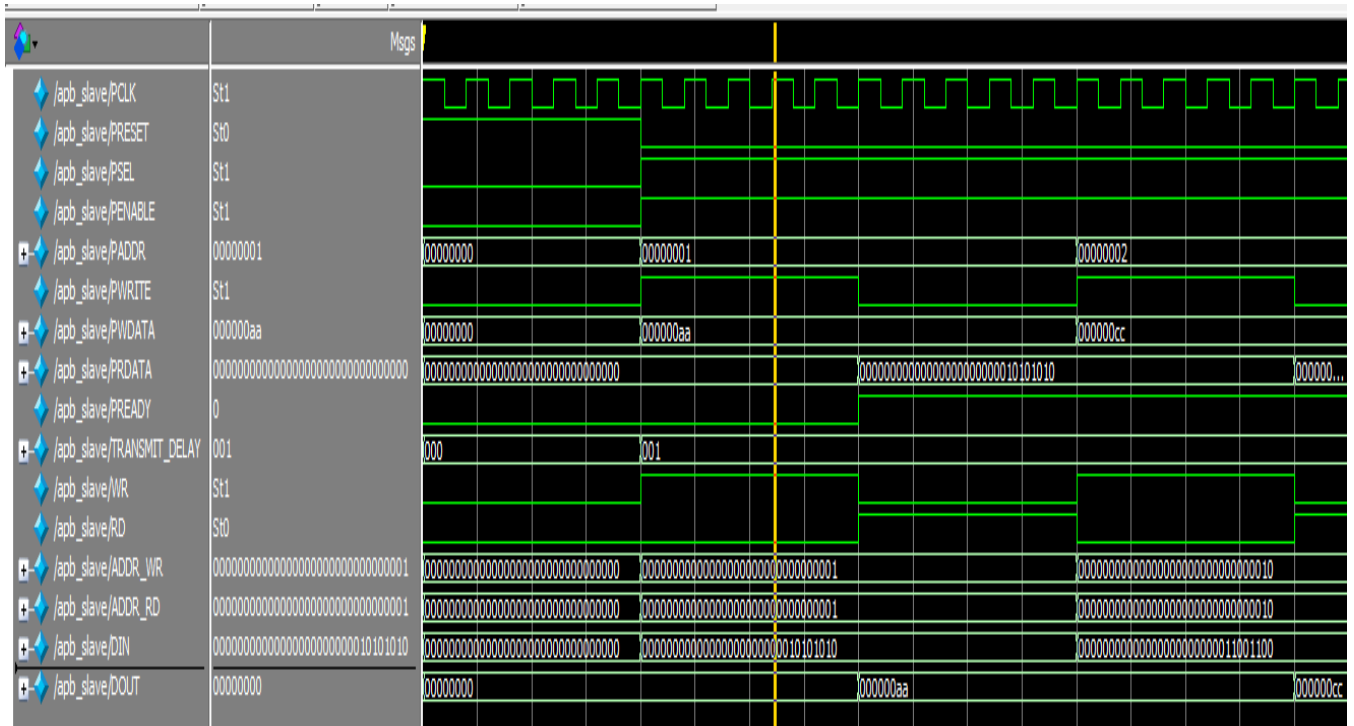 Msgs
/apb_slave/PCLK St1
/apb_slave/PRESET St0
/apb_slave/PSEL St1
/apb_slave/PENABLE St1
/apb_slave/PADDR 00000001 00000000 00000001 00000002
/apb_slave/PWRITE St1
/apb_slave/PWDATA 000000aa 00000000 000000aa 000000cc
/apb_slave/PRDATA 00000000000000000000000000000000 00000000000000000000000000000000 00000000000000000000000010101010 000000...
/apb_slave/PREADY 0
/apb_slave/TRANSMIT_DELAY 001 000 001
/apb_slave/WR St1
/apb_slave/RD St0
/apb_slave/ADDR_WR 00000000000000000000000000000001 00000000000000000000000000000000 00000000000000000000000000000001 00000000000000000000000000000010
/apb_slave/ADDR_RD 00000000000000000000000000000001 00000000000000000000000000000000 00000000000000000000000000000001 00000000000000000000000000000010
/apb_slave/DIN 00000000000000000000000010101010 00000000000000000000000000000000 00000000000000000000000010101010 00000000000000000000000011001100
/apb_slave/DOUT 00000000 00000000 000000aa 000000cc